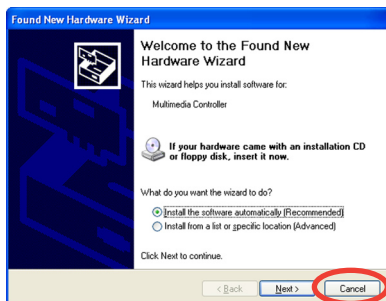 Found New Hardware Wizard
Welcome to the Found New
Hardware Wizard
This wizard helps you install software for:
Multimedia Controller
If your hardware came with an installation CD
or floppy disk, insert it now.
What do you want the wizard to do?
Install the software automatically (Recommended)
Install from a list or specific location (Advanced)
Click Next to continue.
< Back Next > Cancel